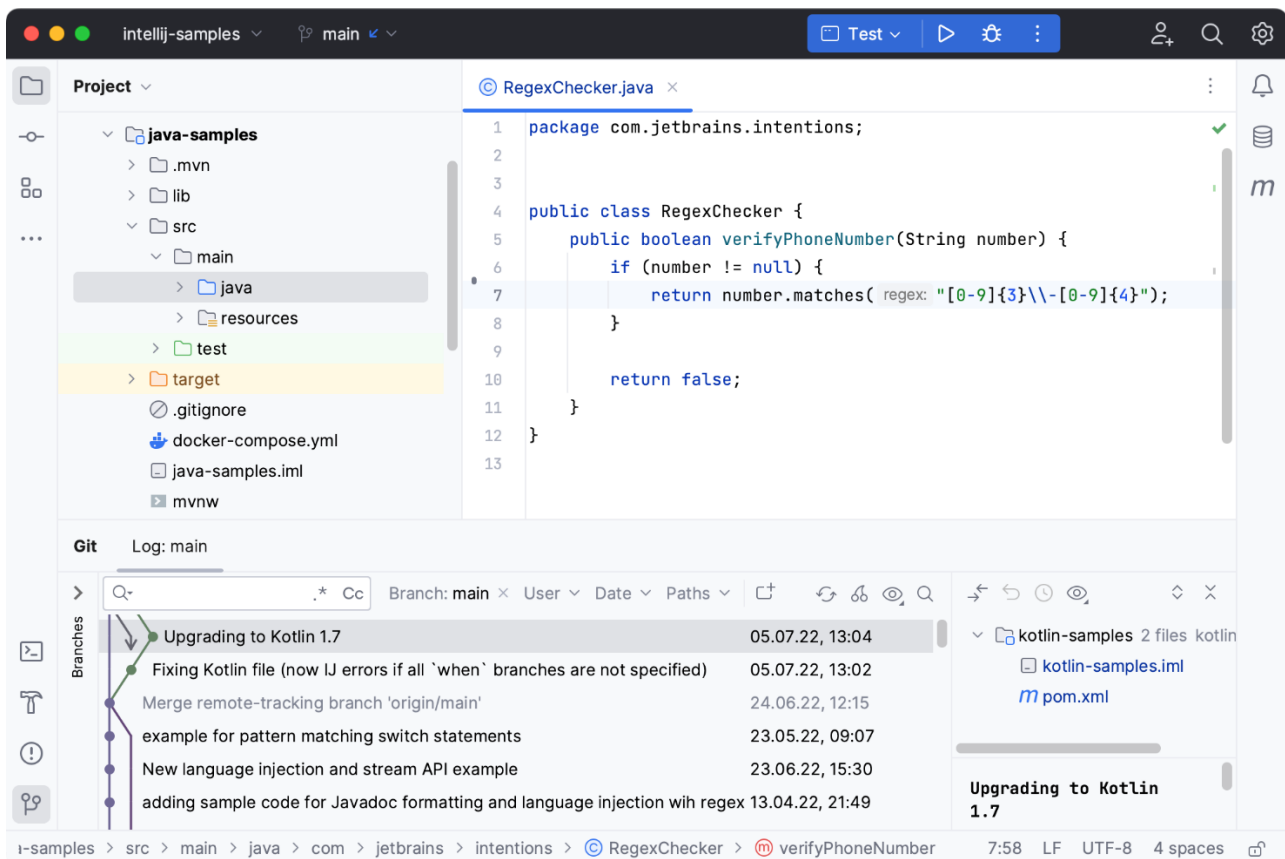 intellij-samples main Test
Project
java-samples
.mvn
lib
src
main
java
resources
test
target
.gitignore
docker-compose.yml
java-samples.iml
mvnw
RegexChecker.java
1 package com.jetbrains.intentions;
2
3
4 public class RegexChecker {
5 public boolean verifyPhoneNumber(String number) {
6 if (number != null) {
7 return number.matches( regex: "[0-9]{3}\\-[0-9]{4}");
8 }
9
10 return false;
11 }
12 }
13
m
Git Log: main
Branches
.* Cc Branch: main User Date Paths
Upgrading to Kotlin 1.7 05.07.22, 13:04
Fixing Kotlin file (now IJ errors if all `when` branches are not specified) 05.07.22, 13:02
Merge remote-tracking branch 'origin/main' 24.06.22, 12:15
example for pattern matching switch statements 23.05.22, 09:07
New language injection and stream API example 23.06.22, 15:30
adding sample code for Javadoc formatting and language injection wih regex 13.04.22, 21:49
kotlin-samples 2 files kotlin
kotlin-samples.iml
m pom.xml
Upgrading to Kotlin
1.7
-samples > src > main > java > com > jetbrains > intentions > C RegexChecker > m verifyPhoneNumber 7:58 LF UTF-8 4 spaces